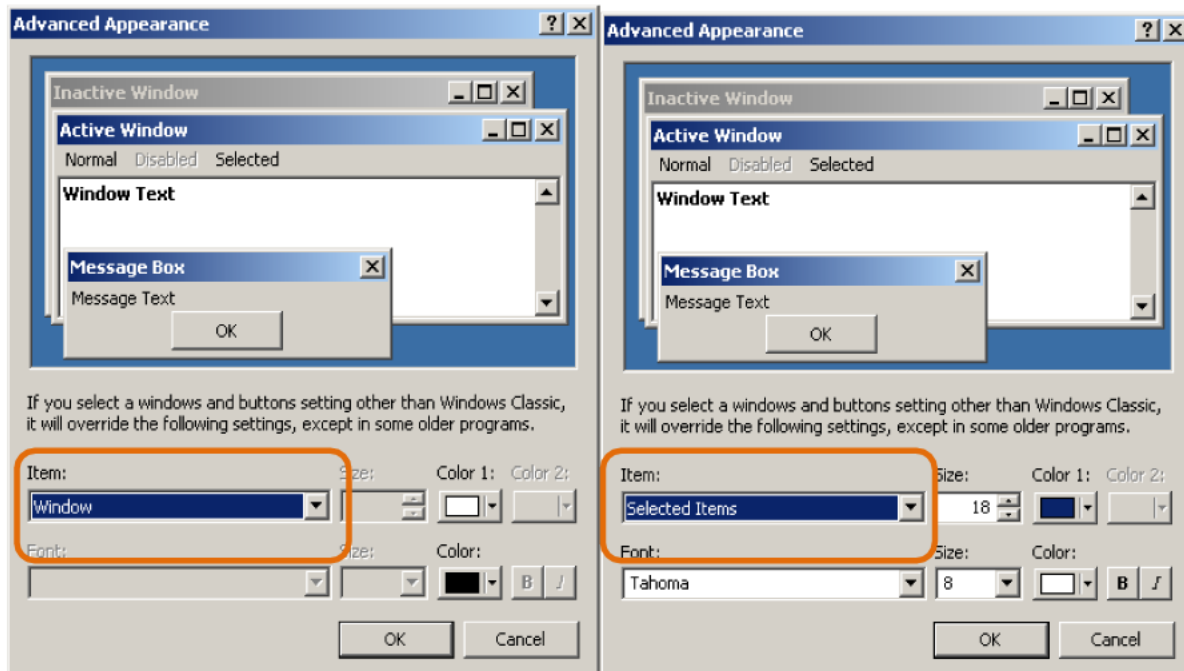 Advanced Appearance
Inactive Window
Active Window
Normal Disabled Selected
Window Text
Message Box
Message Text
OK
If you select a windows and buttons setting other than Windows Classic,
it will override the following settings, except in some older programs.
Item: Size: Color 1: Color 2:
Window
Font: Size: Color:
B I
OK Cancel
Advanced Appearance
Inactive Window
Active Window
Normal Disabled Selected
Window Text
Message Box
Message Text
OK
If you select a windows and buttons setting other than Windows Classic,
it will override the following settings, except in some older programs.
Item: Size: Color 1: Color 2:
Selected Items 18
Font: Size: Color:
Tahoma 8 B I
OK Cancel